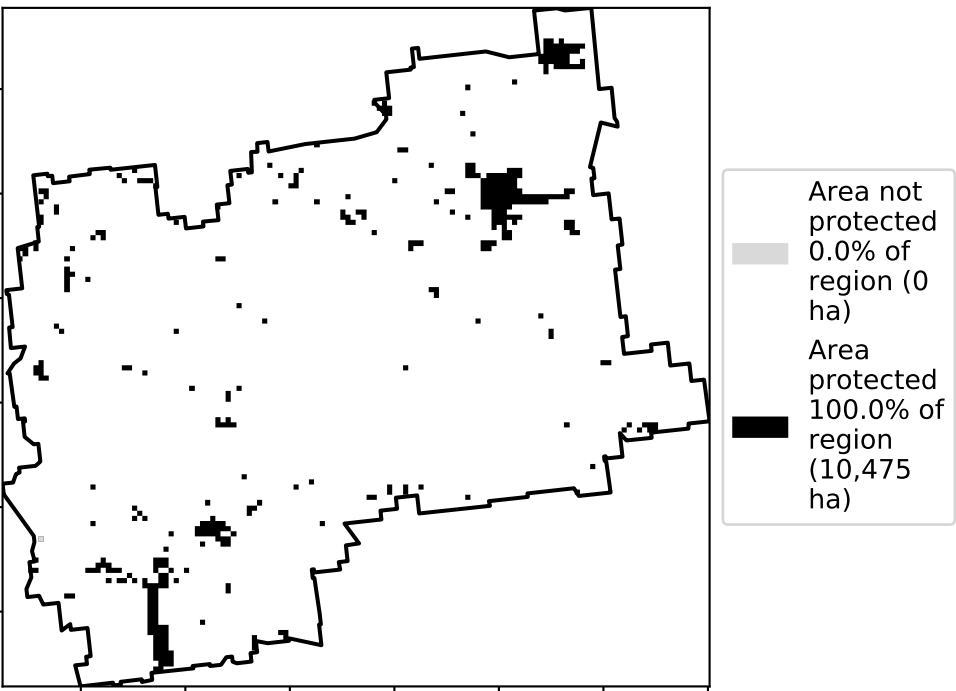 Area not
protected
0.0% of
region (0
ha)
Area
protected
100.0% of
region
(10,475
ha)